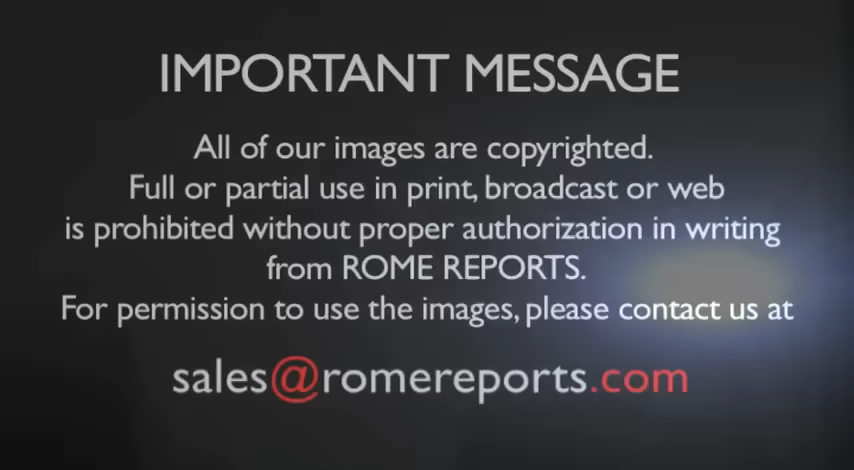 IMPORTANT MESSAGE
All of our images are copyrighted.
Full or partial use in print, broadcast or web
is prohibited without proper authorization in writing
from ROME REPORTS.
For permission to use the images, please contact us at
sales@romereports.com